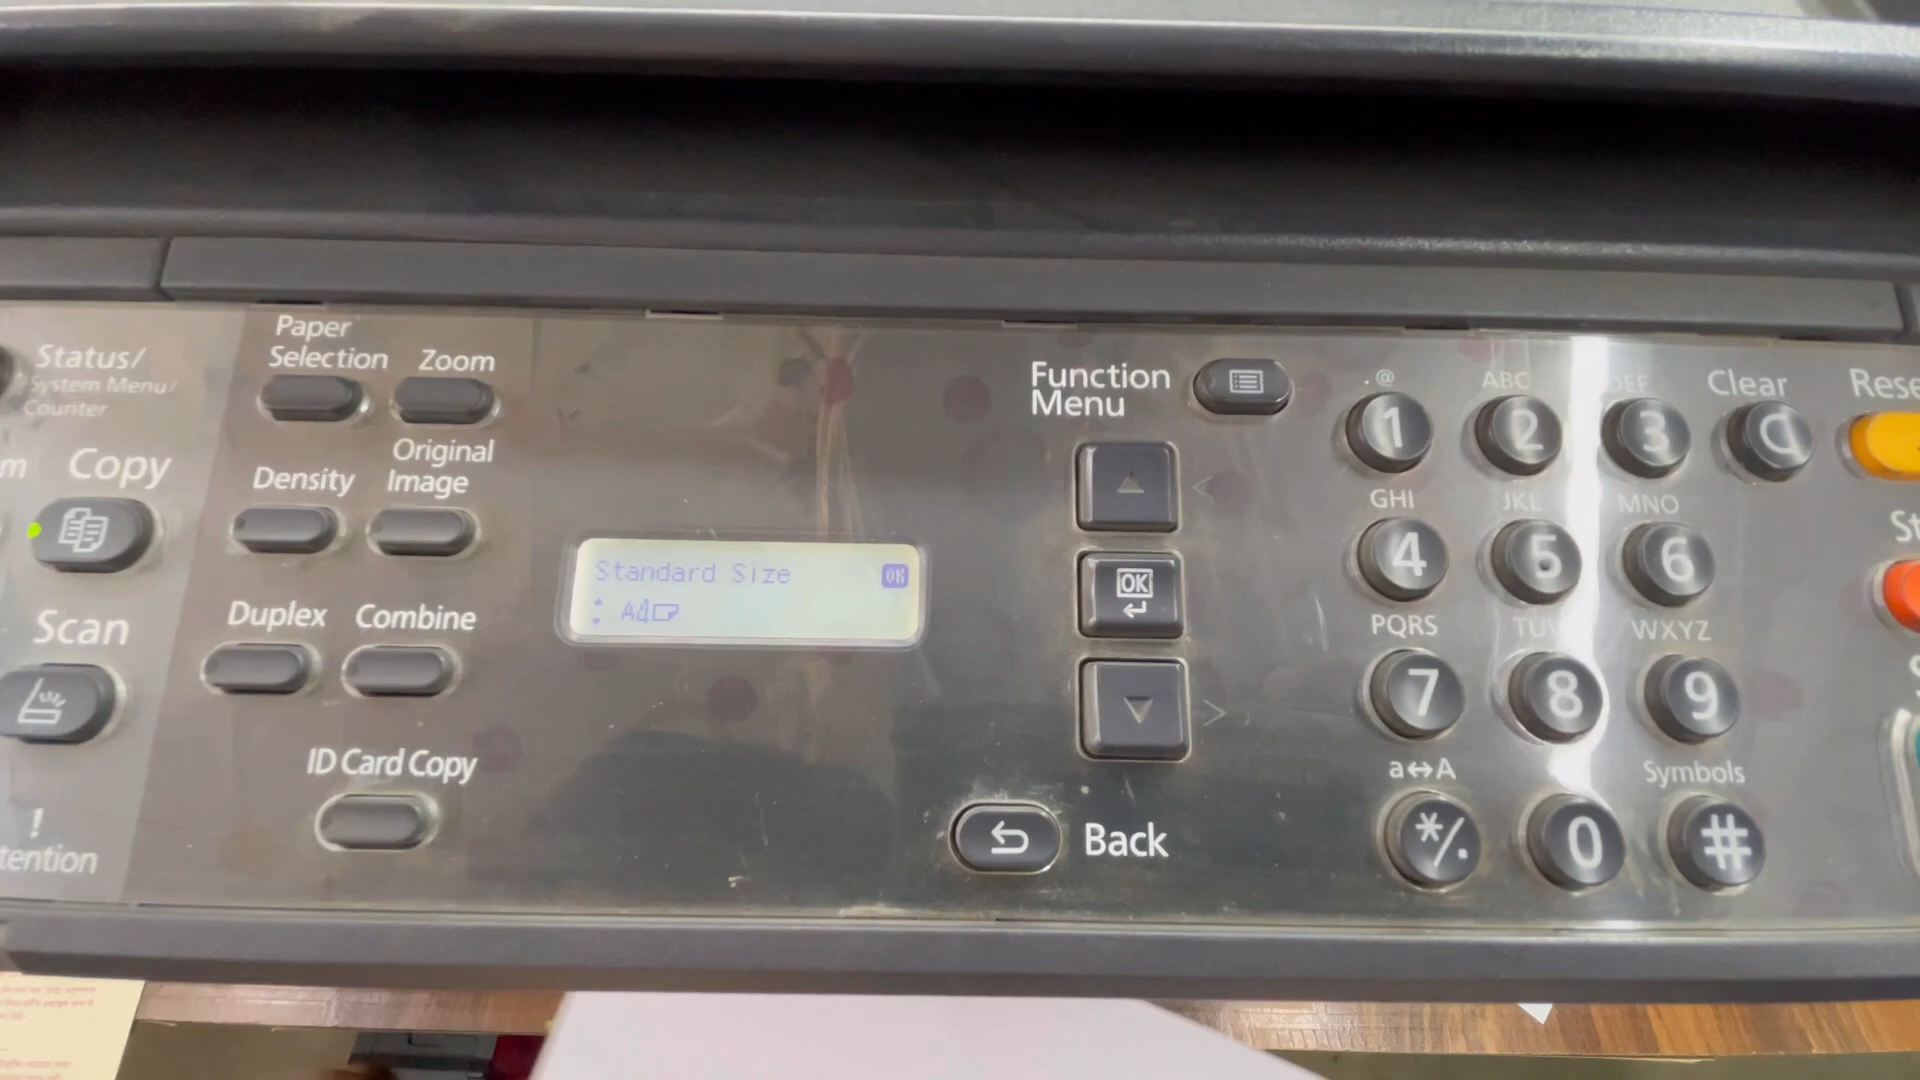 Status/
System Menu/
Counter
Copy
Scan
!
Paper
Selection
Zoom
Density
Original
Image
Duplex
Combine
ID Card Copy
Standard Size OK
A4
Function
Menu
OK
Back
.@ ABC DEF Clear
1 2 3 C
GHI JKL MNO
4 5 6
PQRS TUV WXYZ
7 8 9
a↔A Symbols
*/. 0 #